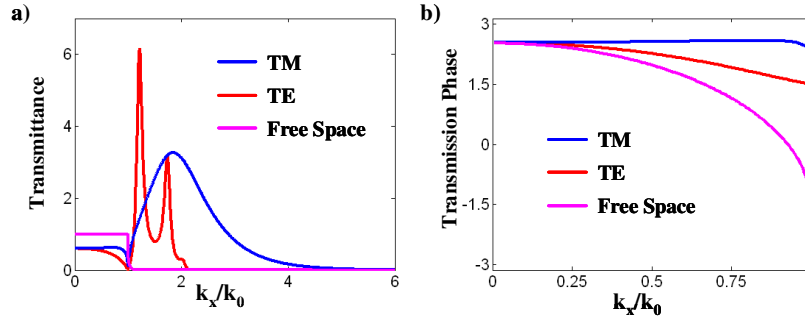 a)
Transmittance
6
4
2
0
TM
TE
Free Space
0
2
4
6
kx/k0
b)
Transmission Phase
3
1.5
0
-1.5
-3
TM
TE
Free Space
0
0.25
0.5
0.75
kx/k0